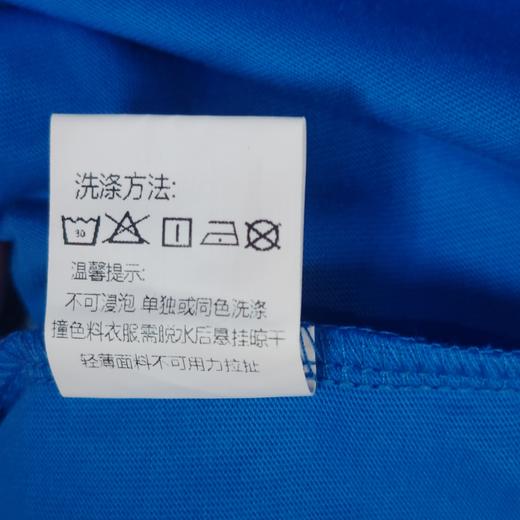 洗涤方法:
30
温馨提示:
不可浸泡 单独或同色洗涤
撞色料衣服,需脱水后悬挂晾干
轻薄面料不可用力拉扯